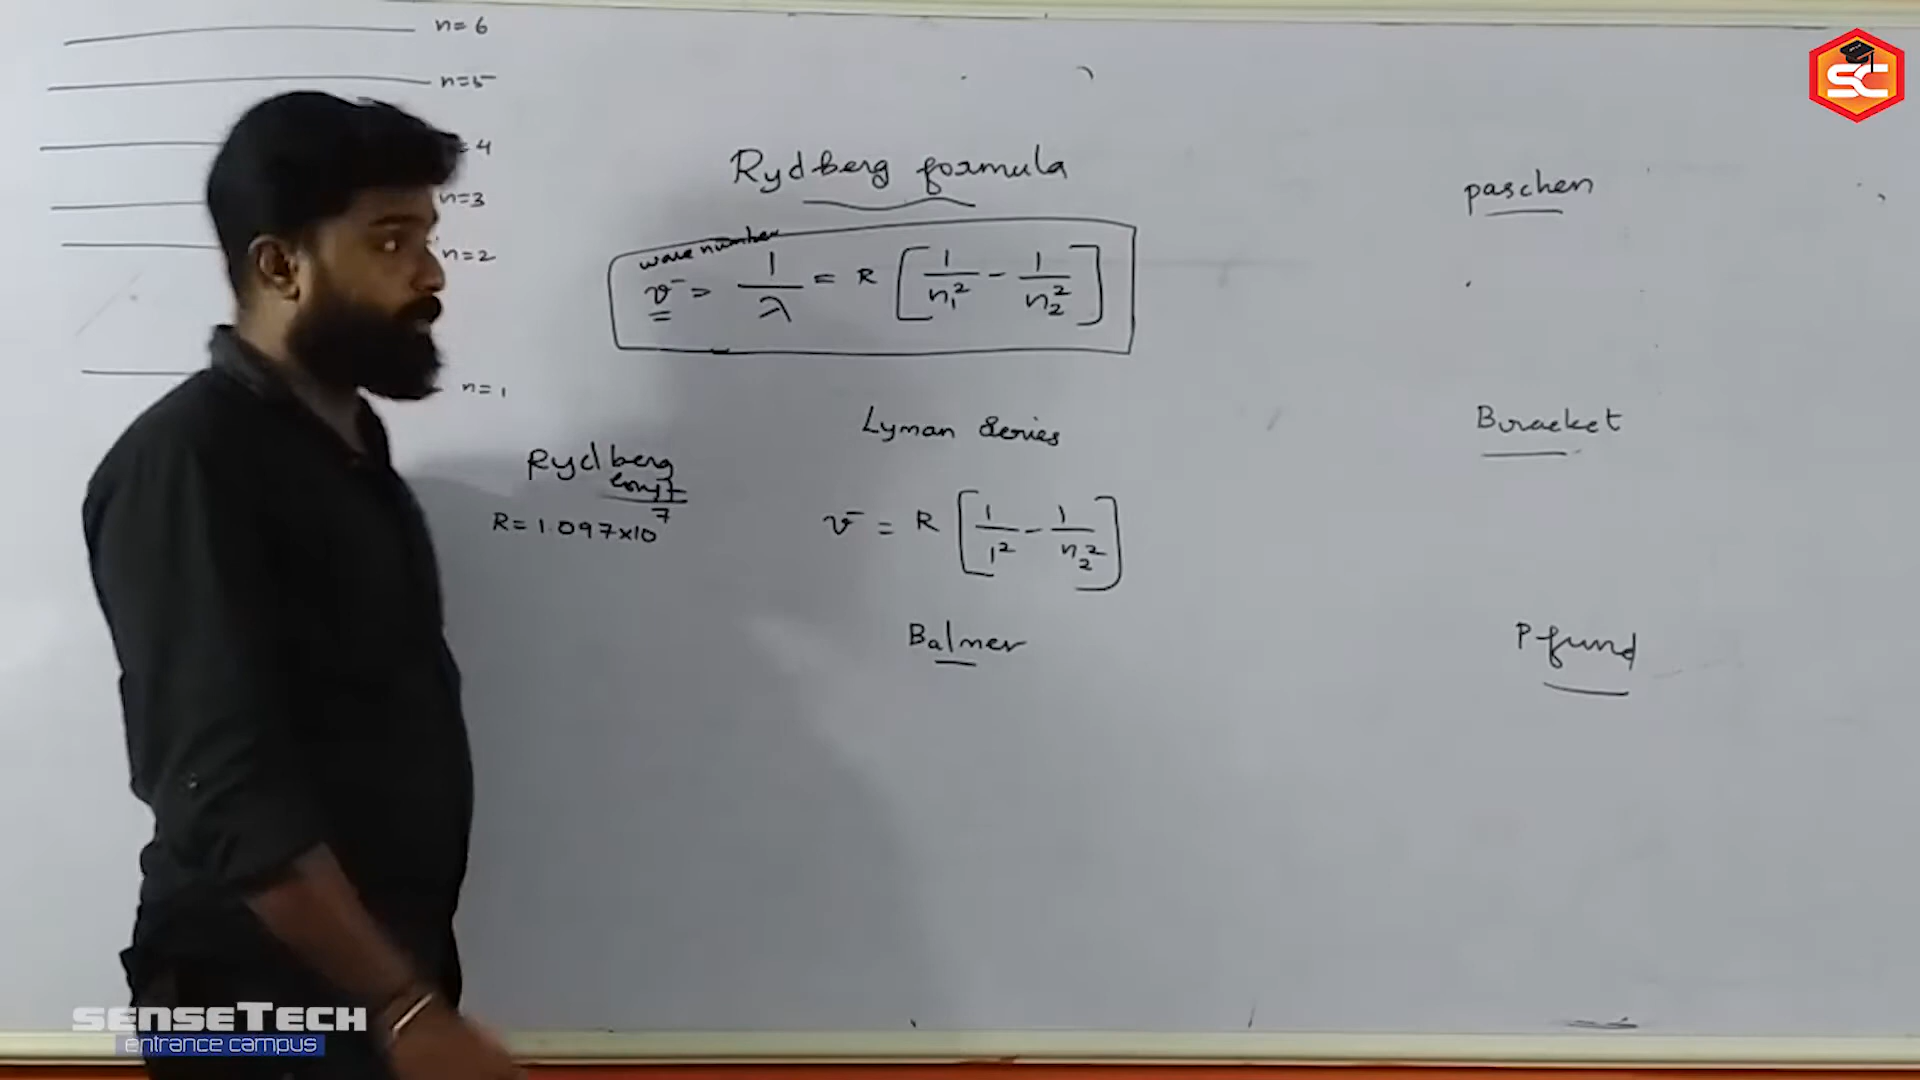 n=6
n=5
= 4
n=3
n=2
n=1
Rydberg formula
wave number
ν̄ = 1/λ = R [1/n₁² - 1/n₂²]
Lyman Series
Rydberg
const
R = 1.097×10⁷
ν̄ = R [1/1² - 1/n₂²]
Balmer
paschen
Bracket
Pfund
SC
SENSETECH
entrance campus